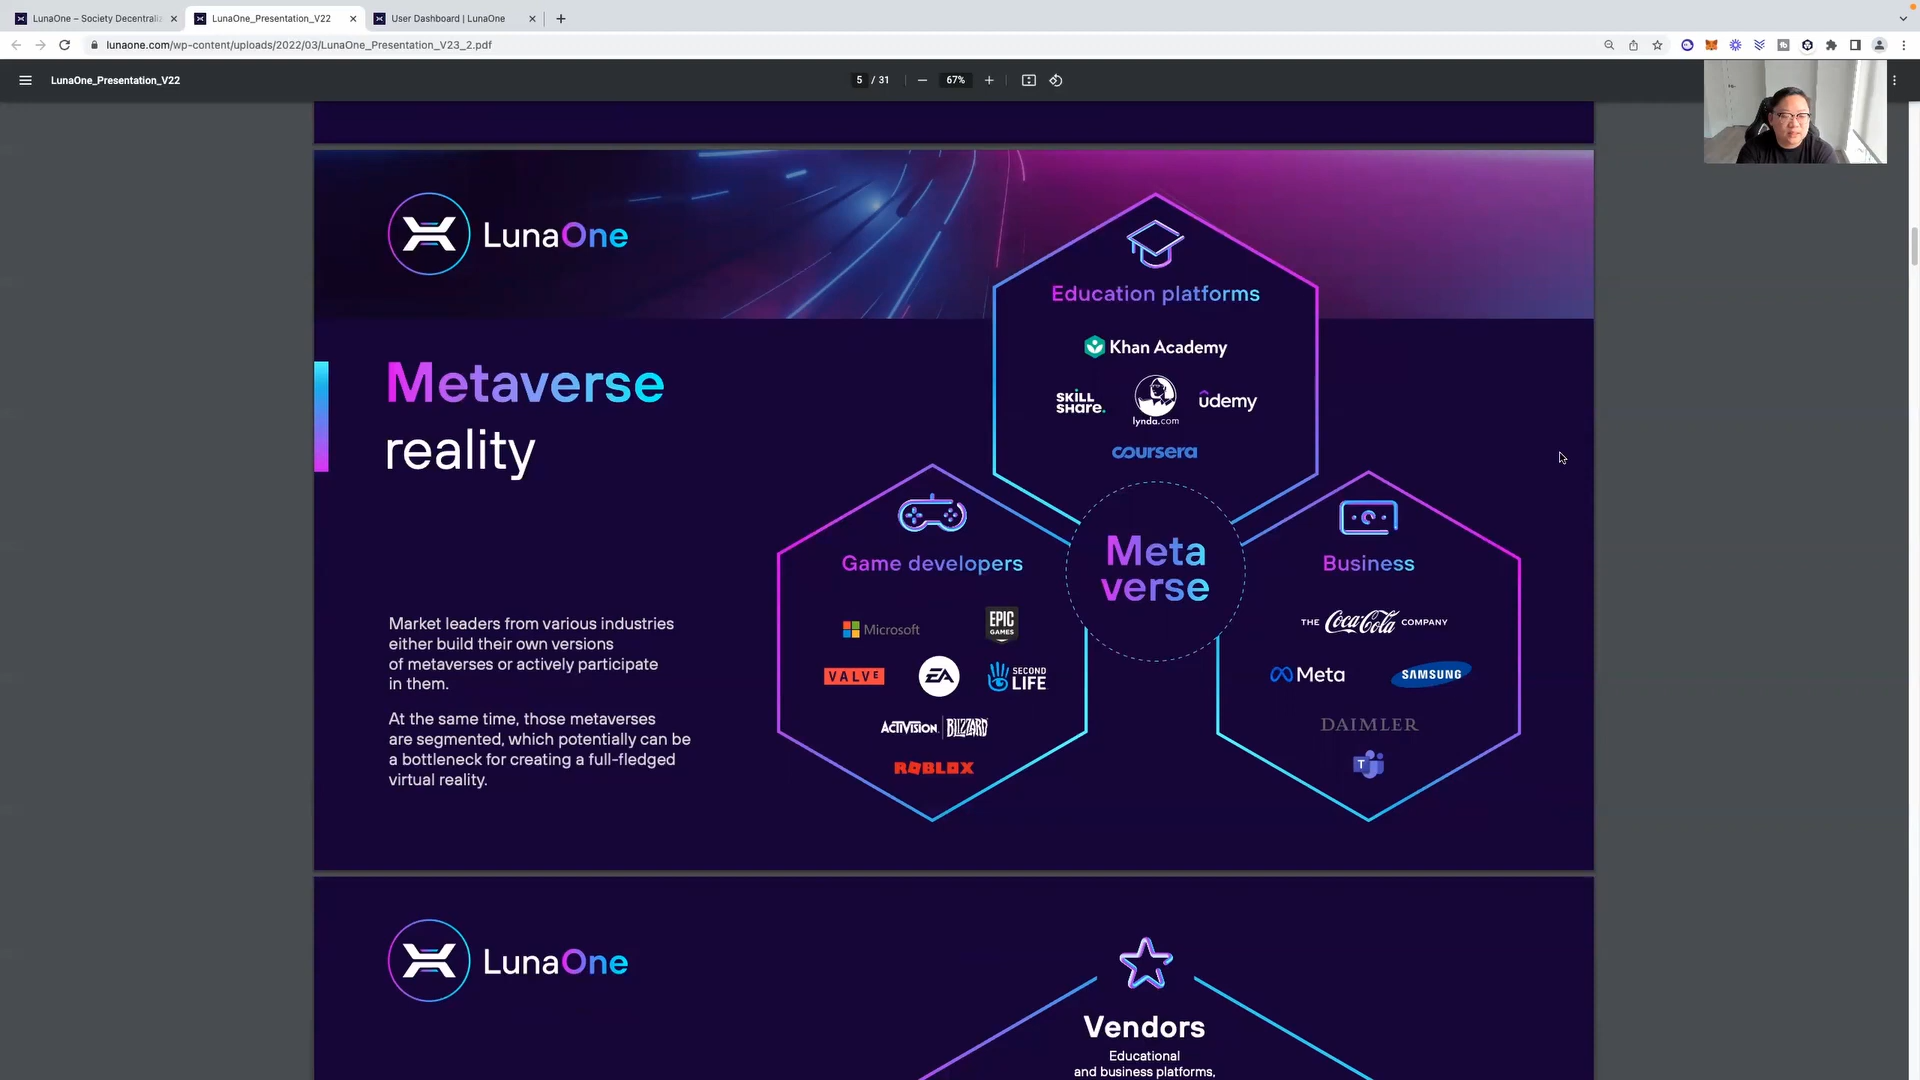 LunaOne – Society Decentraliz
LunaOne_Presentation_V22
User Dashboard | LunaOne
lunaone.com/wp-content/uploads/2022/03/LunaOne_Presentation_V23_2.pdf
LunaOne_Presentation_V22
5 / 31
67%
LunaOne
Education platforms
Khan Academy
SKILL
SHARE.
lynda.com
udemy
coursera
Metaverse
reality
Meta
verse
Game developers
Microsoft
EPIC
GAMES
VALVE
EA
SECOND
LIFE
ACTIVISION
BLIZZARD
ROBLOX
Business
THE Coca-Cola COMPANY
Meta
SAMSUNG
DAIMLER
T
Market leaders from various industries
either build their own versions
of metaverses or actively participate
in them.
At the same time, those metaverses
are segmented, which potentially can be
a bottleneck for creating a full-fledged
virtual reality.
LunaOne
Vendors
Educational
and business platforms,